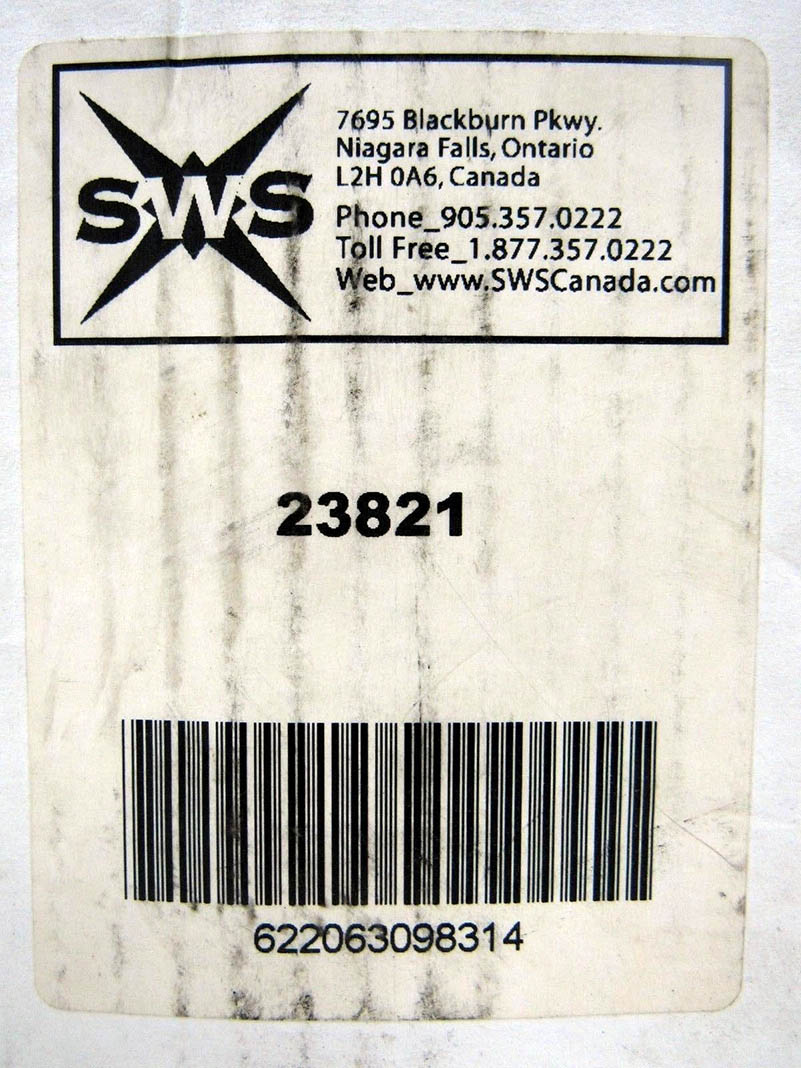 SWS
7695 Blackburn Pkwy.
Niagara Falls, Ontario
L2H 0A6, Canada
Phone_905.357.0222
Toll Free_1.877.357.0222
Web_www.SWSCanada.com
23821
622063098314